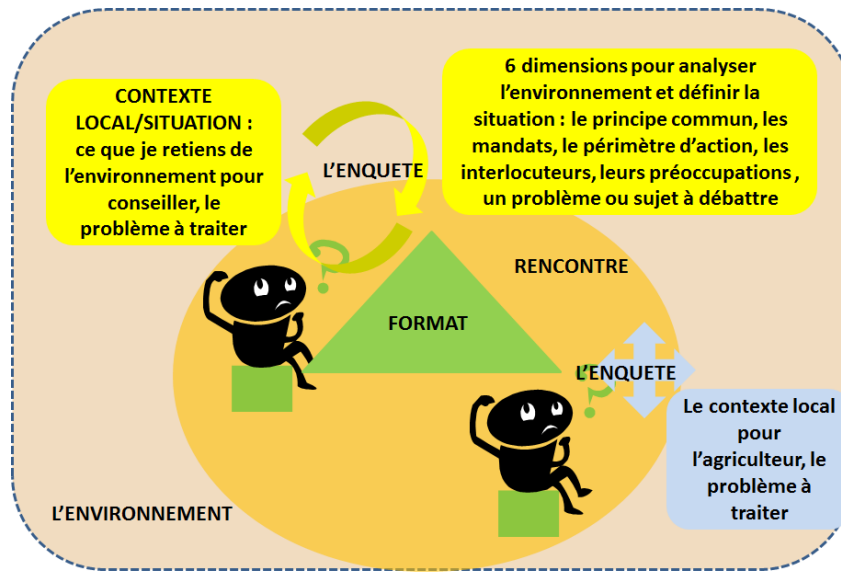 CONTEXTE
LOCAL/SITUATION :
ce que je retiens de
l’environnement pour
conseiller, le
problème à traiter
L’ENQUETE
6 dimensions pour analyser
l’environnement et définir la
situation : le principe commun, les
mandats, le périmètre d’action, les
interlocuteurs, leurs préoccupations ,
un problème ou sujet à débattre
RENCONTRE
FORMAT
L’ENQUETE
Le contexte local
pour
l’agriculteur, le
problème à
traiter
L’ENVIRONNEMENT